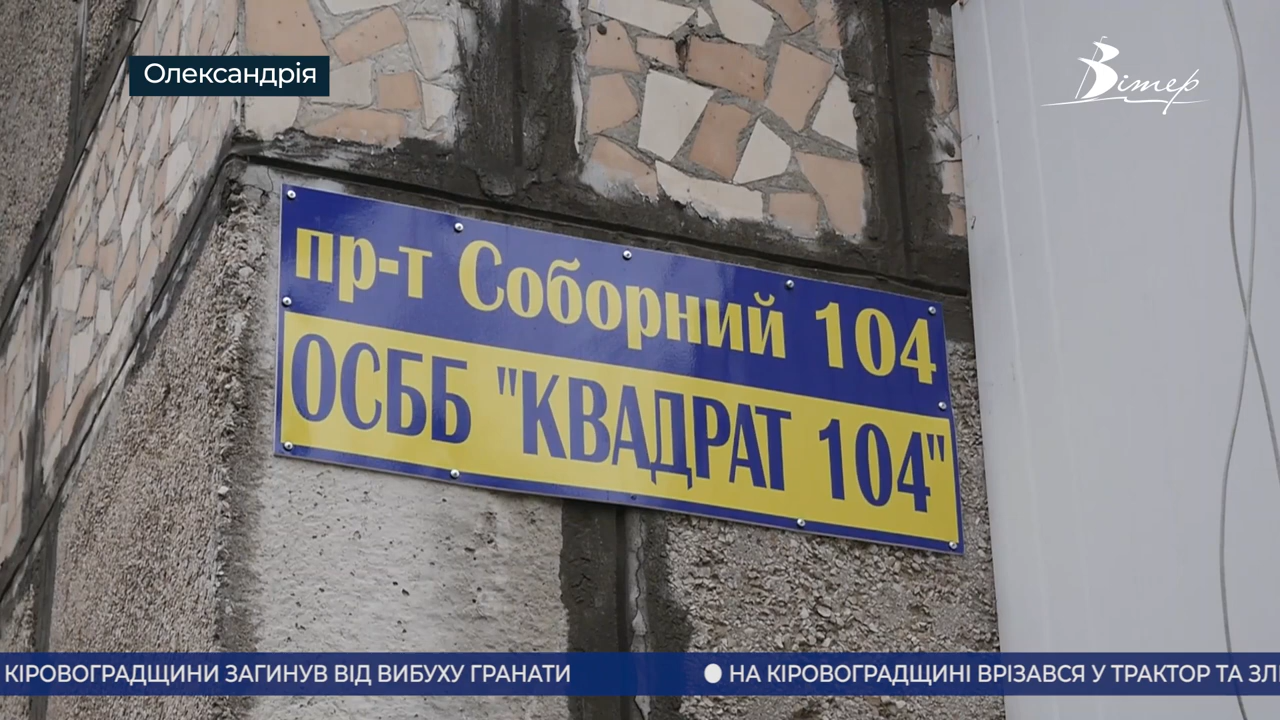 Олександрія
Вітер
пр-т Соборний 104
ОСББ "КВАДРАТ 104"
КІРОВОГРАДЩИНИ ЗАГИНУВ ВІД ВИБУХУ ГРАНАТИ
НА КІРОВОГРАДЩИНІ ВРІЗАВСЯ У ТРАКТОР ТА